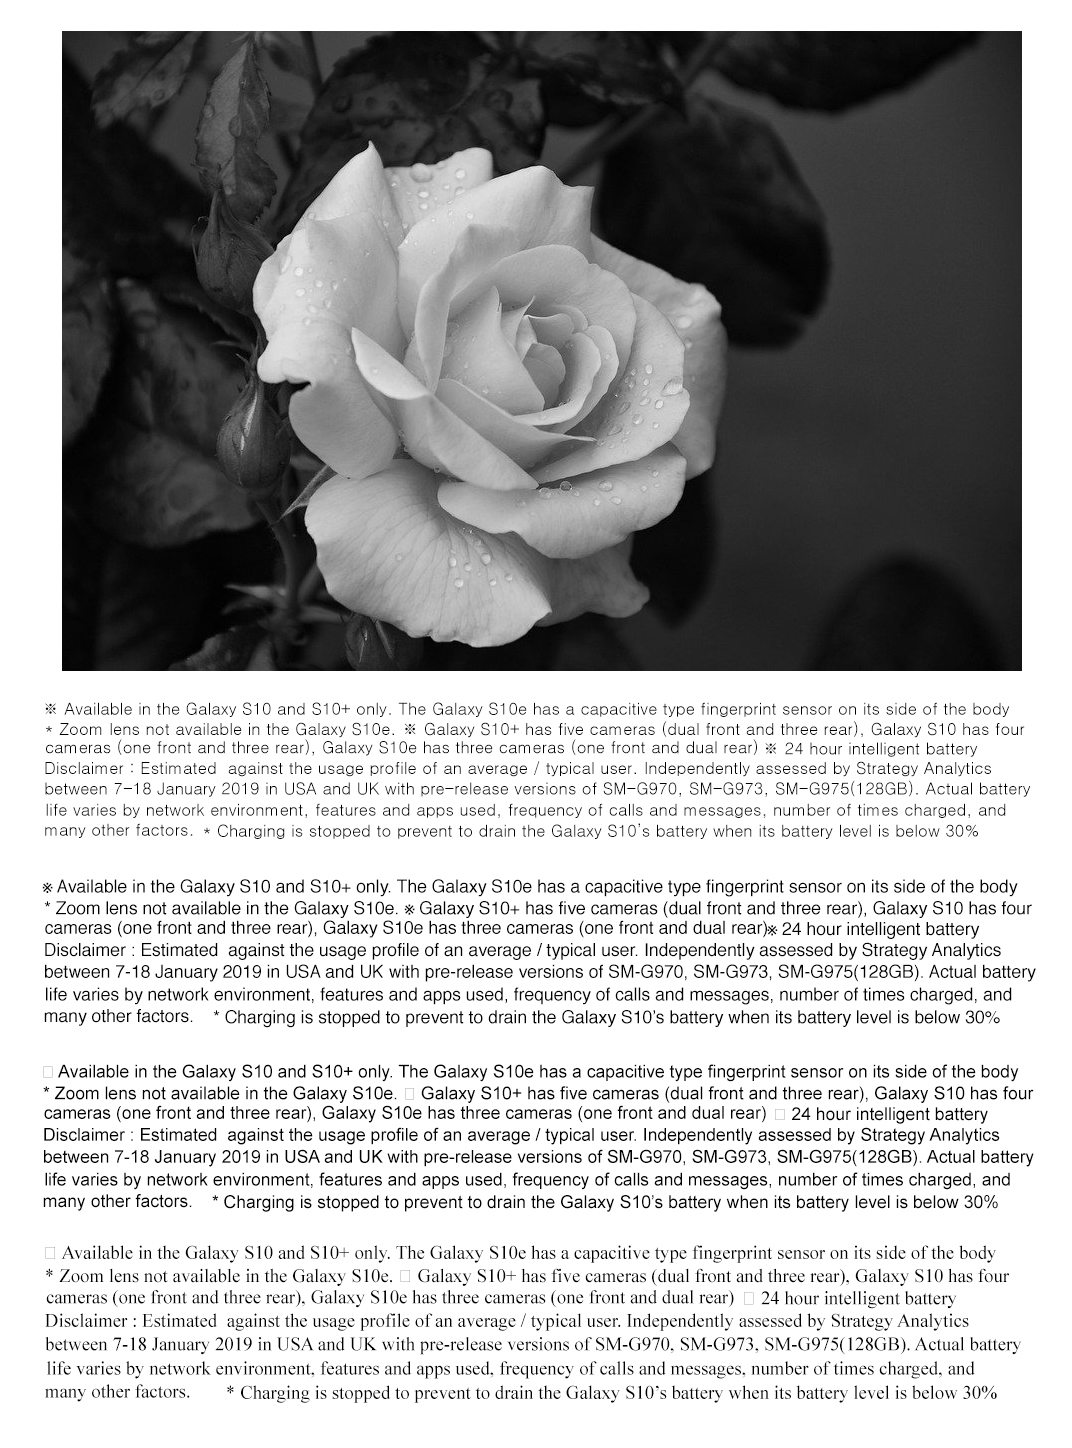 ※ Available in the Galaxy S10 and S10+ only. The Galaxy S10e has a capacitive type fingerprint sensor on its side of the body
* Zoom lens not available in the Galaxy S10e. ※ Galaxy S10+ has five cameras (dual front and three rear), Galaxy S10 has four
cameras (one front and three rear), Galaxy S10e has three cameras (one front and dual rear) ※ 24 hour intelligent battery
Disclaimer : Estimated  against the usage profile of an average / typical user. Independently assessed by Strategy Analytics
between 7-18 January 2019 in USA and UK with pre-release versions of SM-G970, SM-G973, SM-G975(128GB). Actual battery
life varies by network environment, features and apps used, frequency of calls and messages, number of times charged, and
many other factors. * Charging is stopped to prevent to drain the Galaxy S10's battery when its battery level is below 30%
※ Available in the Galaxy S10 and S10+ only. The Galaxy S10e has a capacitive type fingerprint sensor on its side of the body
* Zoom lens not available in the Galaxy S10e. ※ Galaxy S10+ has five cameras (dual front and three rear), Galaxy S10 has four
cameras (one front and three rear), Galaxy S10e has three cameras (one front and dual rear)※ 24 hour intelligent battery
Disclaimer : Estimated  against the usage profile of an average / typical user. Independently assessed by Strategy Analytics
between 7-18 January 2019 in USA and UK with pre-release versions of SM-G970, SM-G973, SM-G975(128GB). Actual battery
life varies by network environment, features and apps used, frequency of calls and messages, number of times charged, and
many other factors.   * Charging is stopped to prevent to drain the Galaxy S10's battery when its battery level is below 30%
□ Available in the Galaxy S10 and S10+ only. The Galaxy S10e has a capacitive type fingerprint sensor on its side of the body
* Zoom lens not available in the Galaxy S10e. □ Galaxy S10+ has five cameras (dual front and three rear), Galaxy S10 has four
cameras (one front and three rear), Galaxy S10e has three cameras (one front and dual rear) □ 24 hour intelligent battery
Disclaimer : Estimated  against the usage profile of an average / typical user. Independently assessed by Strategy Analytics
between 7-18 January 2019 in USA and UK with pre-release versions of SM-G970, SM-G973, SM-G975(128GB). Actual battery
life varies by network environment, features and apps used, frequency of calls and messages, number of times charged, and
many other factors.   * Charging is stopped to prevent to drain the Galaxy S10's battery when its battery level is below 30%
□ Available in the Galaxy S10 and S10+ only. The Galaxy S10e has a capacitive type fingerprint sensor on its side of the body
* Zoom lens not available in the Galaxy S10e. □ Galaxy S10+ has five cameras (dual front and three rear), Galaxy S10 has four
cameras (one front and three rear), Galaxy S10e has three cameras (one front and dual rear) □ 24 hour intelligent battery
Disclaimer : Estimated  against the usage profile of an average / typical user. Independently assessed by Strategy Analytics
between 7-18 January 2019 in USA and UK with pre-release versions of SM-G970, SM-G973, SM-G975(128GB). Actual battery
life varies by network environment, features and apps used, frequency of calls and messages, number of times charged, and
many other factors.     * Charging is stopped to prevent to drain the Galaxy S10's battery when its battery level is below 30%